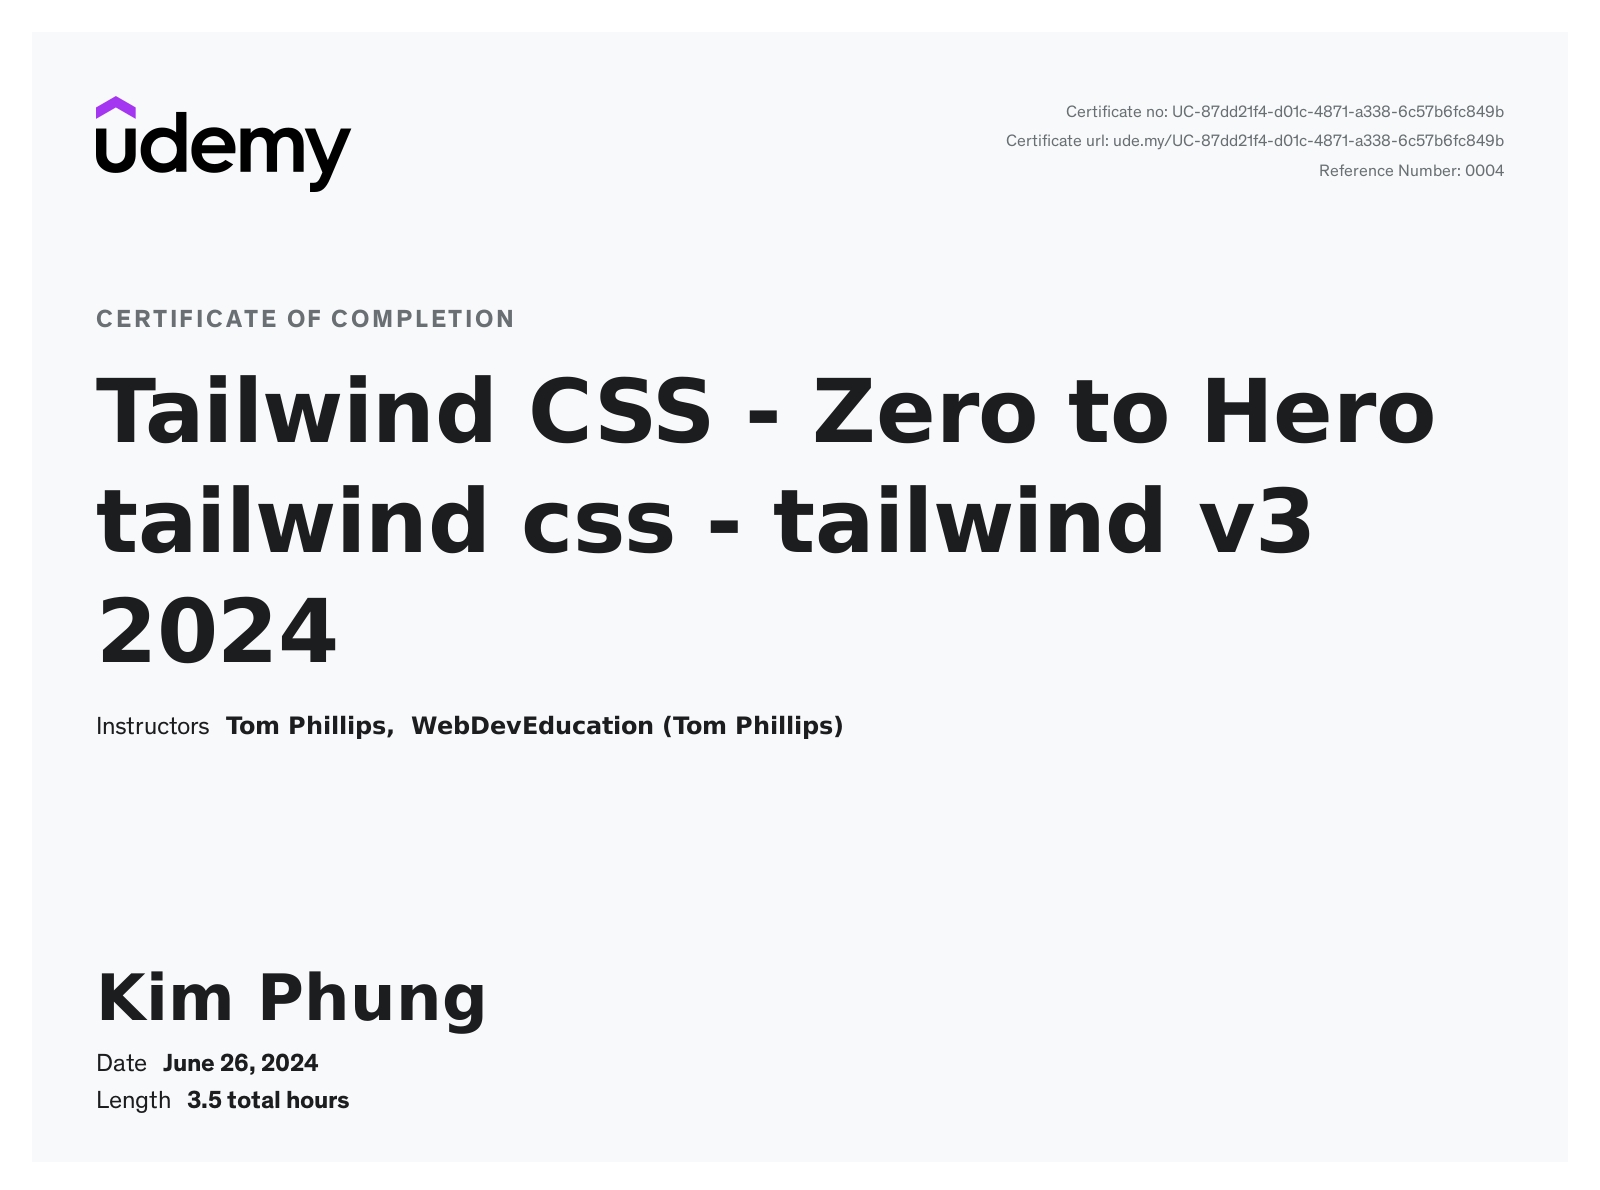 udemy
Certificate no: UC-87dd21f4-d01c-4871-a338-6c57b6fc849b
Certificate url: ude.my/UC-87dd21f4-d01c-4871-a338-6c57b6fc849b
Reference Number: 0004
CERTIFICATE OF COMPLETION
Tailwind CSS - Zero to Hero
tailwind css - tailwind v3
2024
Instructors Tom Phillips, WebDevEducation (Tom Phillips)
Kim Phung
Date June 26, 2024
Length 3.5 total hours